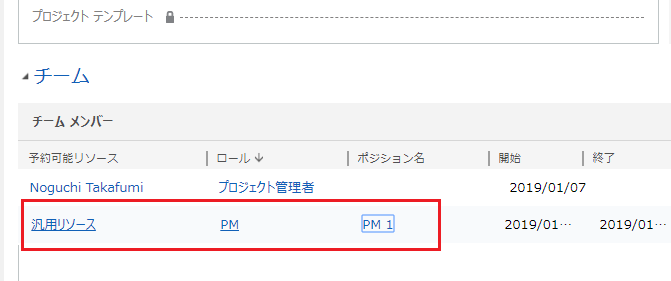 プロジェクト テンプレート
チーム
チーム メンバー
予約可能リソース ロール ↓ ポジション名 開始 終了
Noguchi Takafumi プロジェクト管理者 2019/01/07
汎用リソース PM PM 1 2019/01… 2019/01…